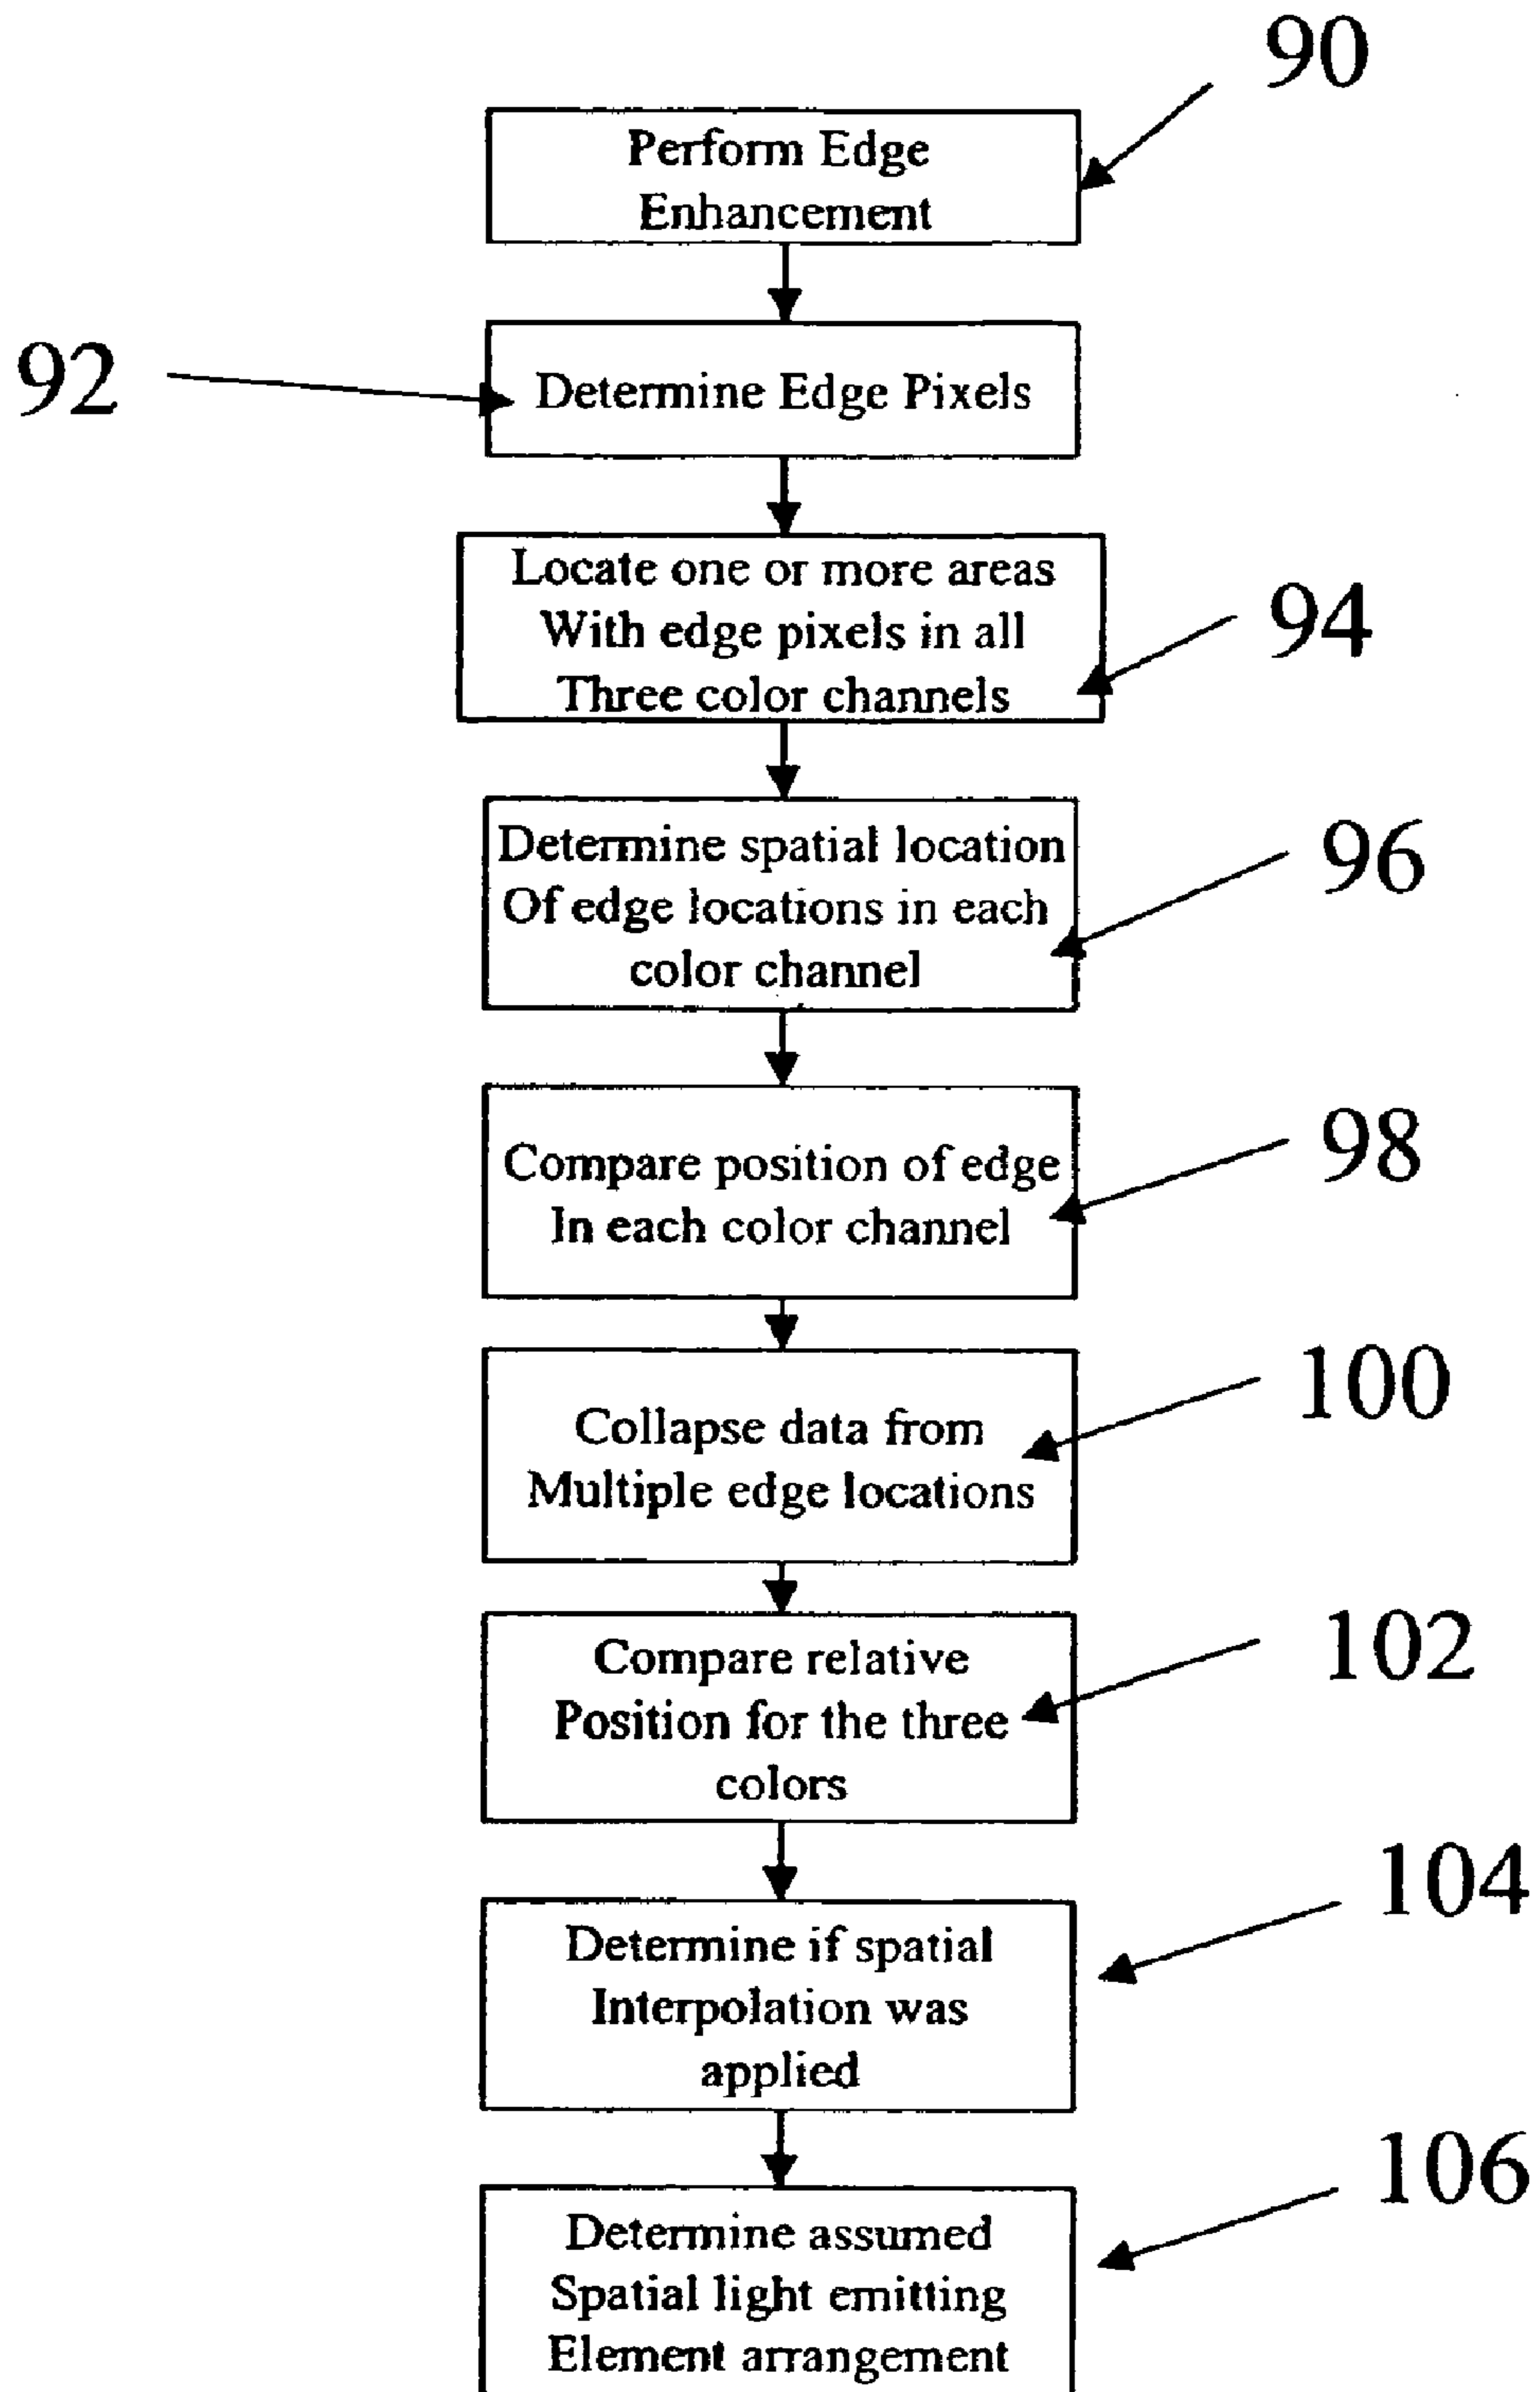 90
Perform Edge
Enhancement
92
Determine Edge Pixels
Locate one or more areas
With edge pixels in all
Three color channels
94
Determine spatial location
Of edge locations in each
color channel
96
Compare position of edge
In each color channel
98
Collapse data from
Multiple edge locations
100
Compare relative
Position for the three
colors
102
Determine if spatial
Interpolation was
applied
104
Determine assumed
Spatial light emitting
Element arrangement
106